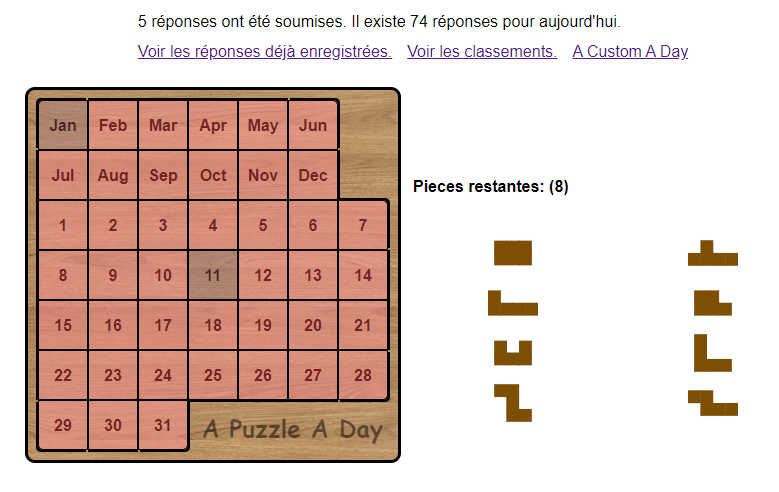 5 réponses ont été soumises. Il existe 74 réponses pour aujourd'hui.
Voir les réponses déjà enregistrées. Voir les classements. A Custom A Day
Jan Feb Mar Apr May Jun
Jul Aug Sep Oct Nov Dec
Pieces restantes: (8)
1 2 3 4 5 6 7
8 9 10 11 12 13 14
15 16 17 18 19 20 21
22 23 24 25 26 27 28
29 30 31 A Puzzle A Day